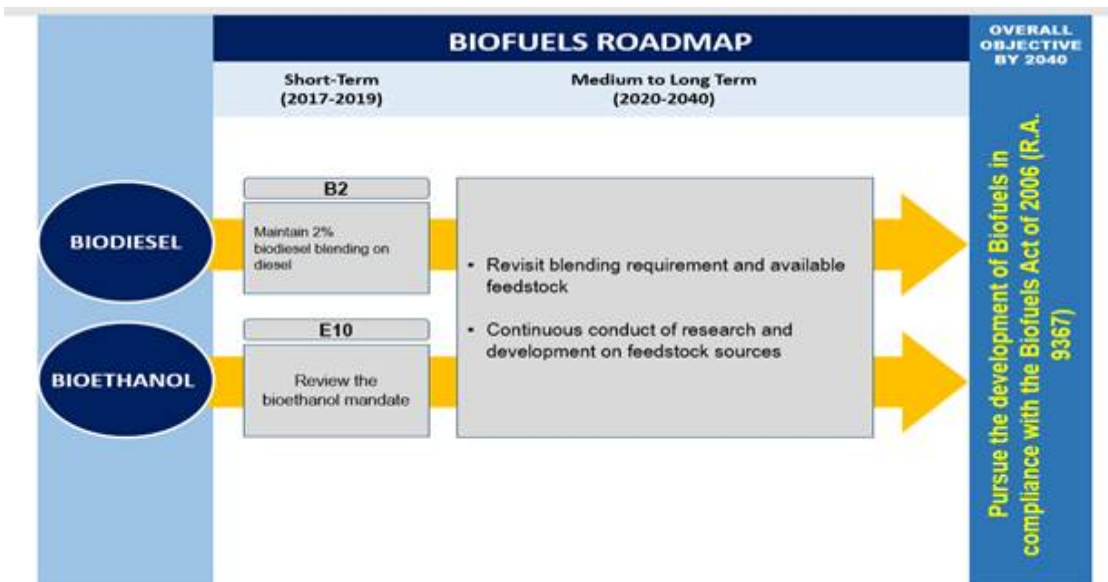 BIOFUELS ROADMAP
OVERALL
OBJECTIVE
BY 2040
Short-Term
(2017-2019)
Medium to Long Term
(2020-2040)
BIODIESEL
B2
Maintain 2%
biodiesel blending on
diesel
• Revisit blending requirement and available
feedstock
• Continuous conduct of research and
development on feedstock sources
BIOETHANOL
E10
Review the
bioethanol mandate
Pursue the development of Biofuels in
compliance with the Biofuels Act of 2006 (R.A.
9367)